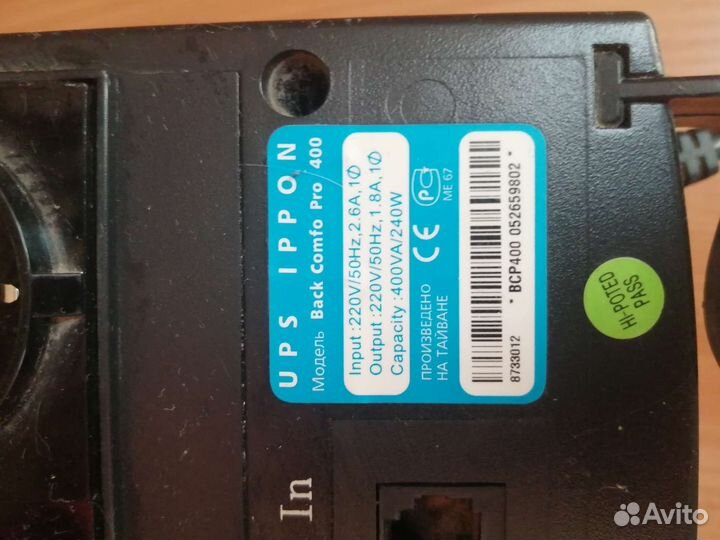 UPS IPPON
Модель Back Comfo Pro 400
Input :220V/50Hz,2.6A,1Ø
Output :220V/50Hz,1.8A,1Ø
Capacity :400VA/240W
ПРОИЗВЕДЕНО
НА ТАЙВАНЕ
CE
РС
ME 67
* BCP400 052659802 *
8733012
HI-POTED
PASS
In
Avito